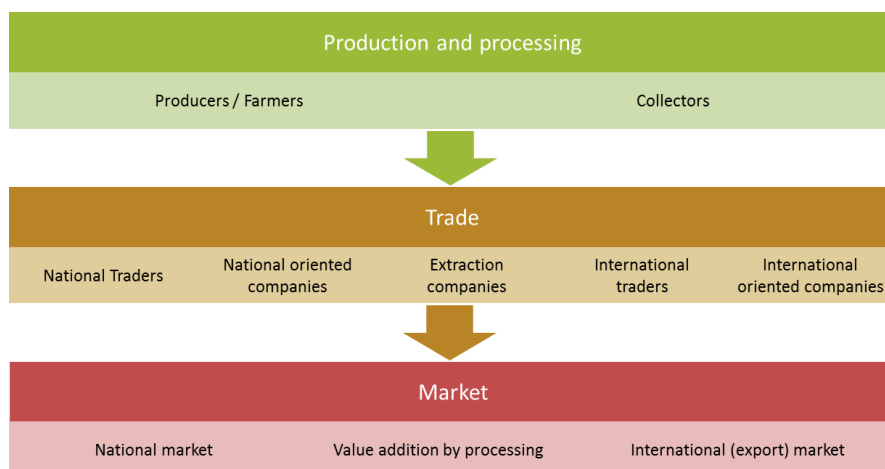 Production and processing
Producers / Farmers
Collectors
Trade
National Traders
National oriented
companies
Extraction
companies
International
traders
International
oriented companies
Market
National market
Value addition by processing
International (export) market